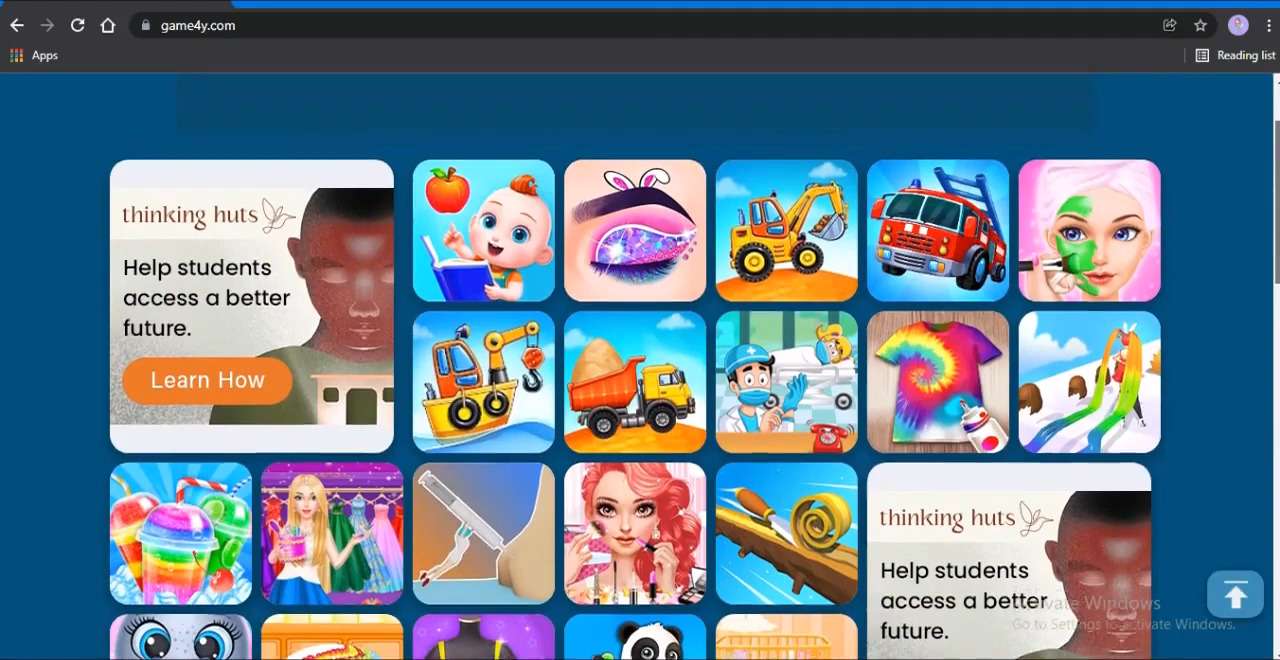 game4y.com
Apps
Reading list
thinking huts
Help students
access a better
future.
Learn How
thinking huts
Help students
access a better
future.
Activate Windows
Go to Settings to activate Windows.